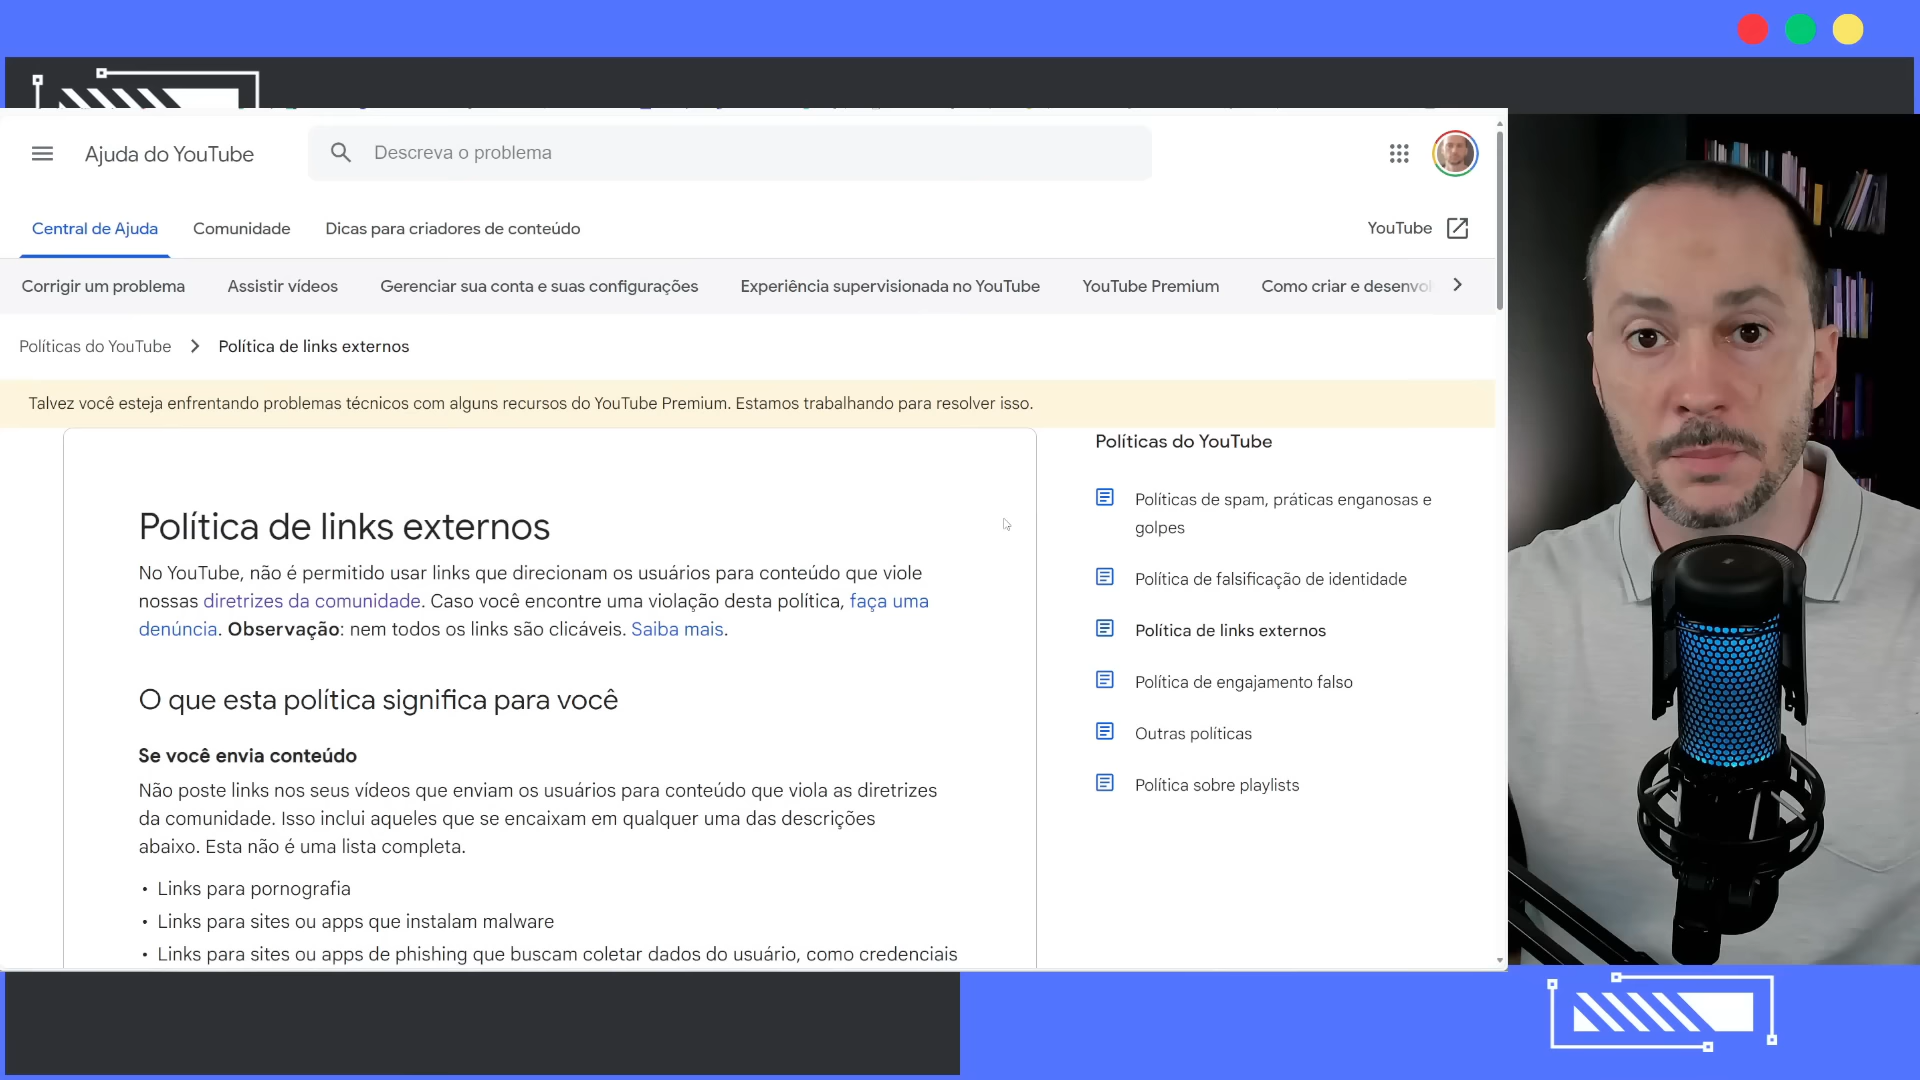 Ajuda do YouTube
Descreva o problema
Central de Ajuda
Comunidade
Dicas para criadores de conteúdo
YouTube
Corrigir um problema
Assistir vídeos
Gerenciar sua conta e suas configurações
Experiência supervisionada no YouTube
YouTube Premium
Como criar e desenvol
Políticas do YouTube
Política de links externos
Talvez você esteja enfrentando problemas técnicos com alguns recursos do YouTube Premium. Estamos trabalhando para resolver isso.
Política de links externos
No YouTube, não é permitido usar links que direcionam os usuários para conteúdo que viole
nossas diretrizes da comunidade. Caso você encontre uma violação desta política, faça uma
denúncia. Observação: nem todos os links são clicáveis. Saiba mais.
O que esta política significa para você
Se você envia conteúdo
Não poste links nos seus vídeos que enviam os usuários para conteúdo que viola as diretrizes
da comunidade. Isso inclui aqueles que se encaixam em qualquer uma das descrições
abaixo. Esta não é uma lista completa.
• Links para pornografia
• Links para sites ou apps que instalam malware
• Links para sites ou apps de phishing que buscam coletar dados do usuário, como credenciais
Políticas do YouTube
Políticas de spam, práticas enganosas e
golpes
Política de falsificação de identidade
Política de links externos
Política de engajamento falso
Outras políticas
Política sobre playlists